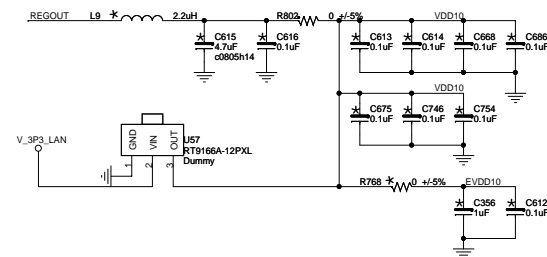 REGOUT L9 * 2.2uH R802 * 0 +/-5% VDD10
* C615 4.7uF c0805h14
* C616 0.1uF
* C613 0.1uF
* C614 0.1uF
* C668 0.1uF
* C686 0.1uF
VDD10
* C675 0.1uF
* C746 0.1uF
* C754 0.1uF
V_3P3_LAN
GND VIN OUT
1 2 3
U57
RT9166A-12PXL
Dummy
R768 * 0 +/-5% EVDD10
* C356 1uF
* C612 0.1uF